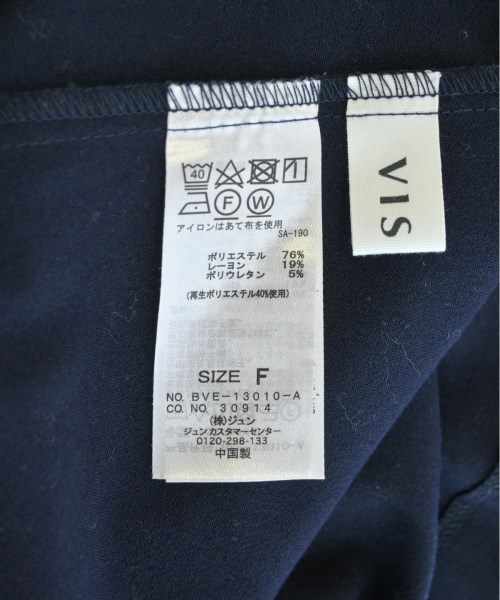 40
F W
アイロンはあて布を使用
SA-190
ポリエステル 76%
レーヨン 19%
ポリウレタン 5%
(再生ポリエステル40%使用)
SIZE F
NO. BVE-13010-A
CO. NO. 30914
(株)ジュン
ジュンカスタマーセンター
0120-298-133
中国製
VIS